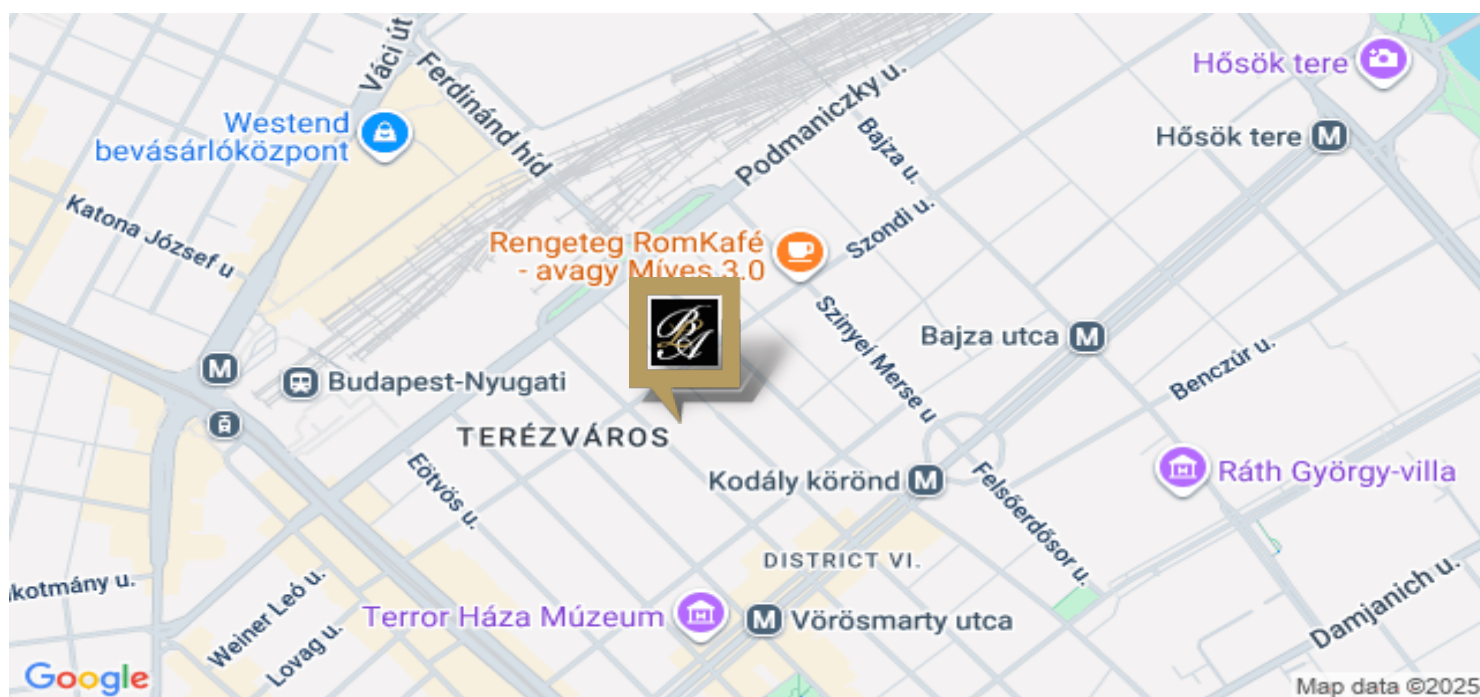 Váci út
Ferdinánd híd
Podmaniczky u.
Hősök tere
Westend
bevásárlóközpont
Bajza u.
Hősök tere
M
Katona József u
Rengeteg RomKafé
- avagy Míves 3.0
Szondi u.
BLA
Szinyei Merse u
Bajza utca
M
Benczúr u.
M
Budapest-Nyugati
TERÉZVÁROS
Eötvös u.
Kodály körönd
M
Felsőerdősor u.
Ráth György-villa
DISTRICT VI.
kotmány u.
Weiner Leó u.
Lovag u.
Terror Háza Múzeum
M
Vörösmarty utca
Damjanich u.
Google
Map data ©2025